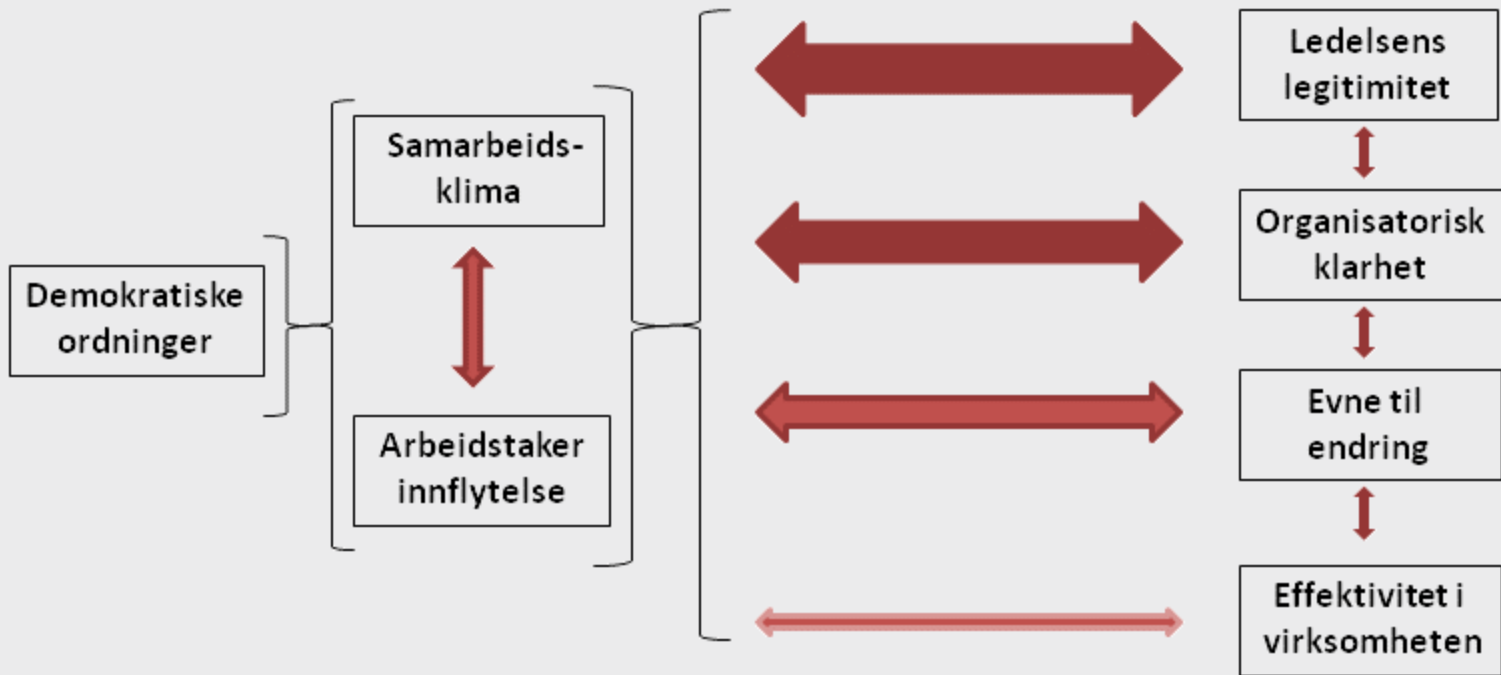 Demokratiske
ordninger
Samarbeids-
klima
Arbeidstaker
innflytelse
Ledelsens
legitimitet
Organisatorisk
klarhet
Evne til
endring
Effektivitet i
virksomheten